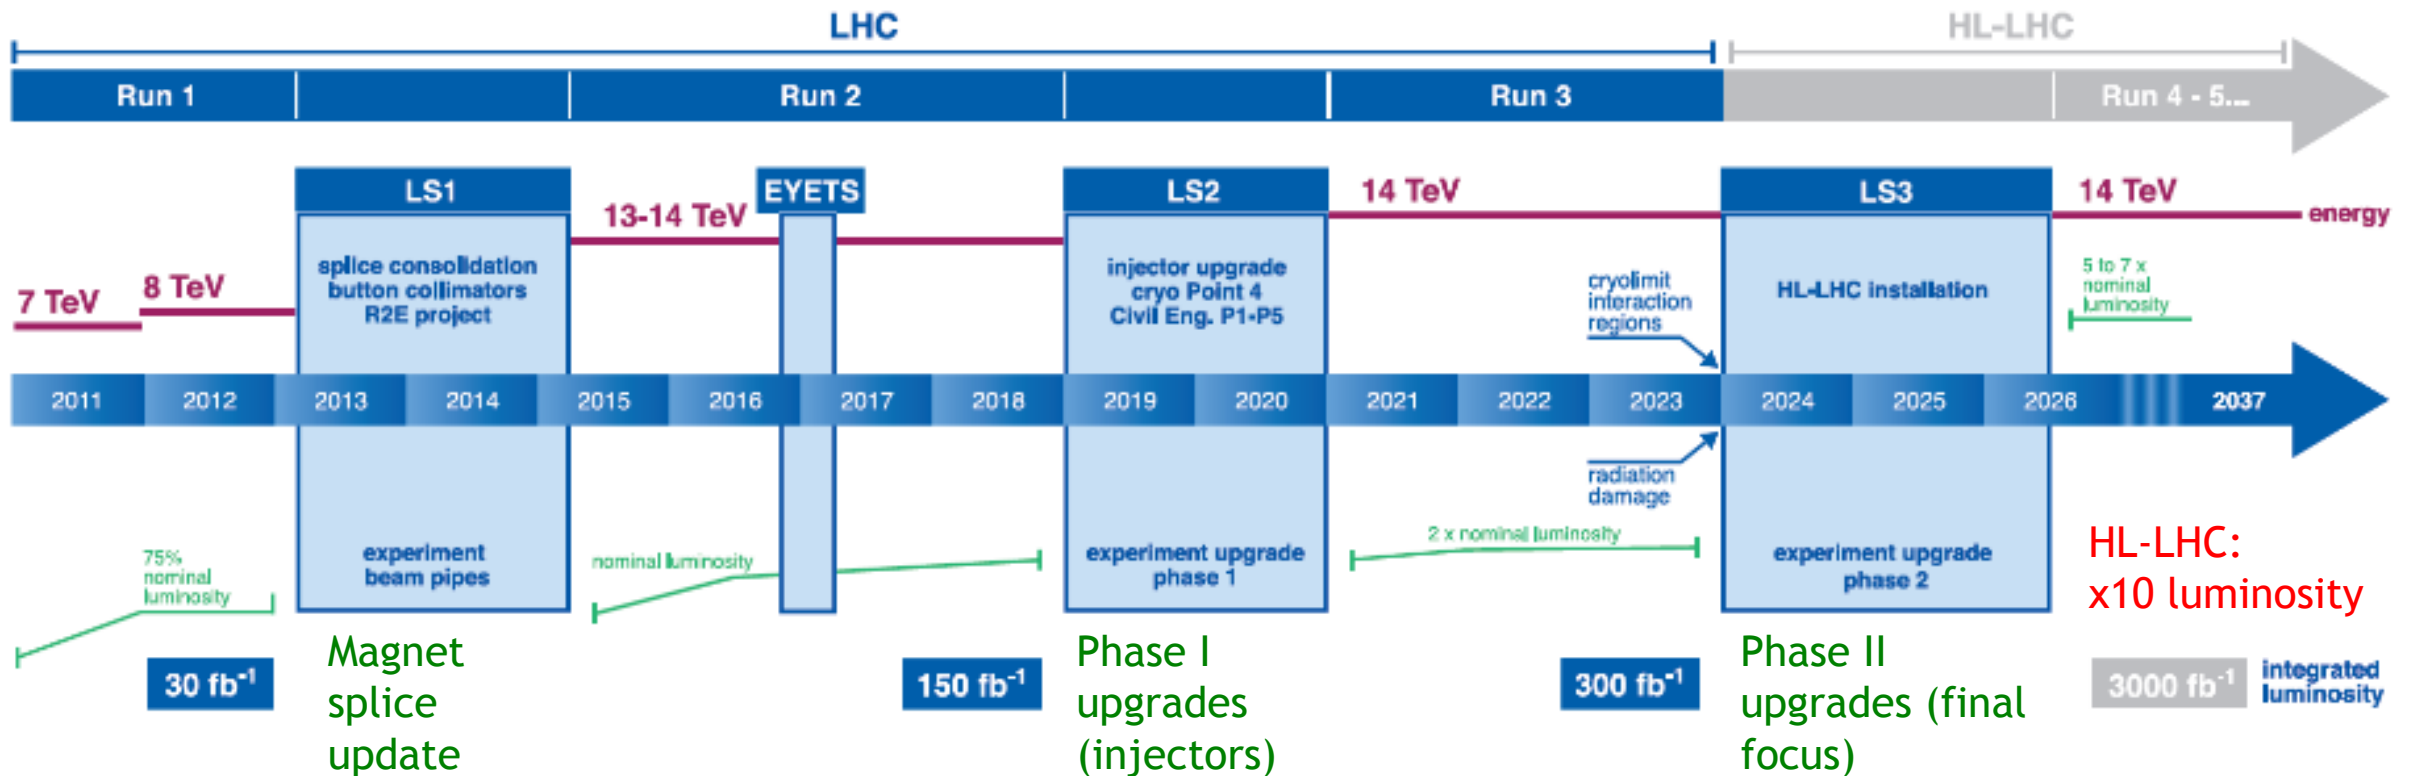 LHC
HL-LHC
Run 1
Run 2
Run 3
Run 4 - 5...
LS1
EYETS
LS2
14 TeV
LS3
14 TeV
13-14 TeV
energy
7 TeV
8 TeV
splice consolidation
button collimators
R2E project
injector upgrade
cryo Point 4
Civil Eng. P1-P5
cryolimit
interaction
regions
HL-LHC installation
5 to 7 x
nominal
luminosity
2011
2012
2013
2014
2015
2016
2017
2018
2019
2020
2021
2022
2023
2024
2025
2026
2037
radiation
damage
75%
nominal
luminosity
experiment
beam pipes
nominal luminosity
experiment upgrade
phase 1
2 x nominal luminosity
experiment upgrade
phase 2
HL-LHC:
x10 luminosity
30 fb⁻¹
Magnet
splice
update
150 fb⁻¹
Phase I
upgrades
(injectors)
300 fb⁻¹
Phase II
upgrades (final
focus)
3000 fb⁻¹
integrated
luminosity